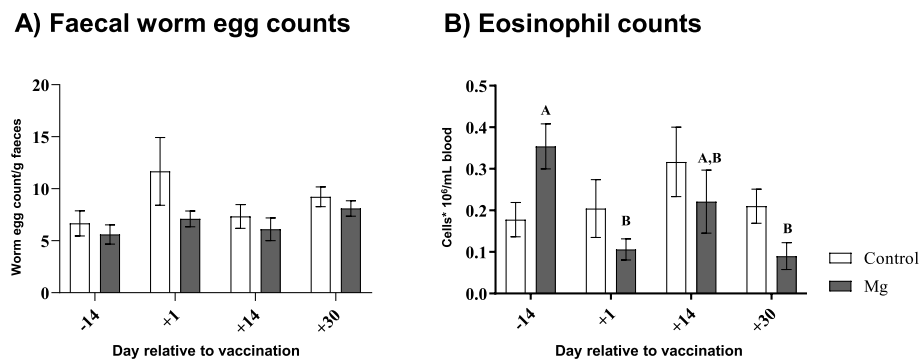 A) Faecal worm egg counts
Worm egg count/g faeces
20
15
10
5
0
-14
+1
+14
+30
Day relative to vaccination
B) Eosinophil counts
Cells* 10⁶/mL blood
0.5
0.4
0.3
0.2
0.1
0.0
A
B
A,B
B
-14
+1
+14
+30
Day relative to vaccination
Control
Mg